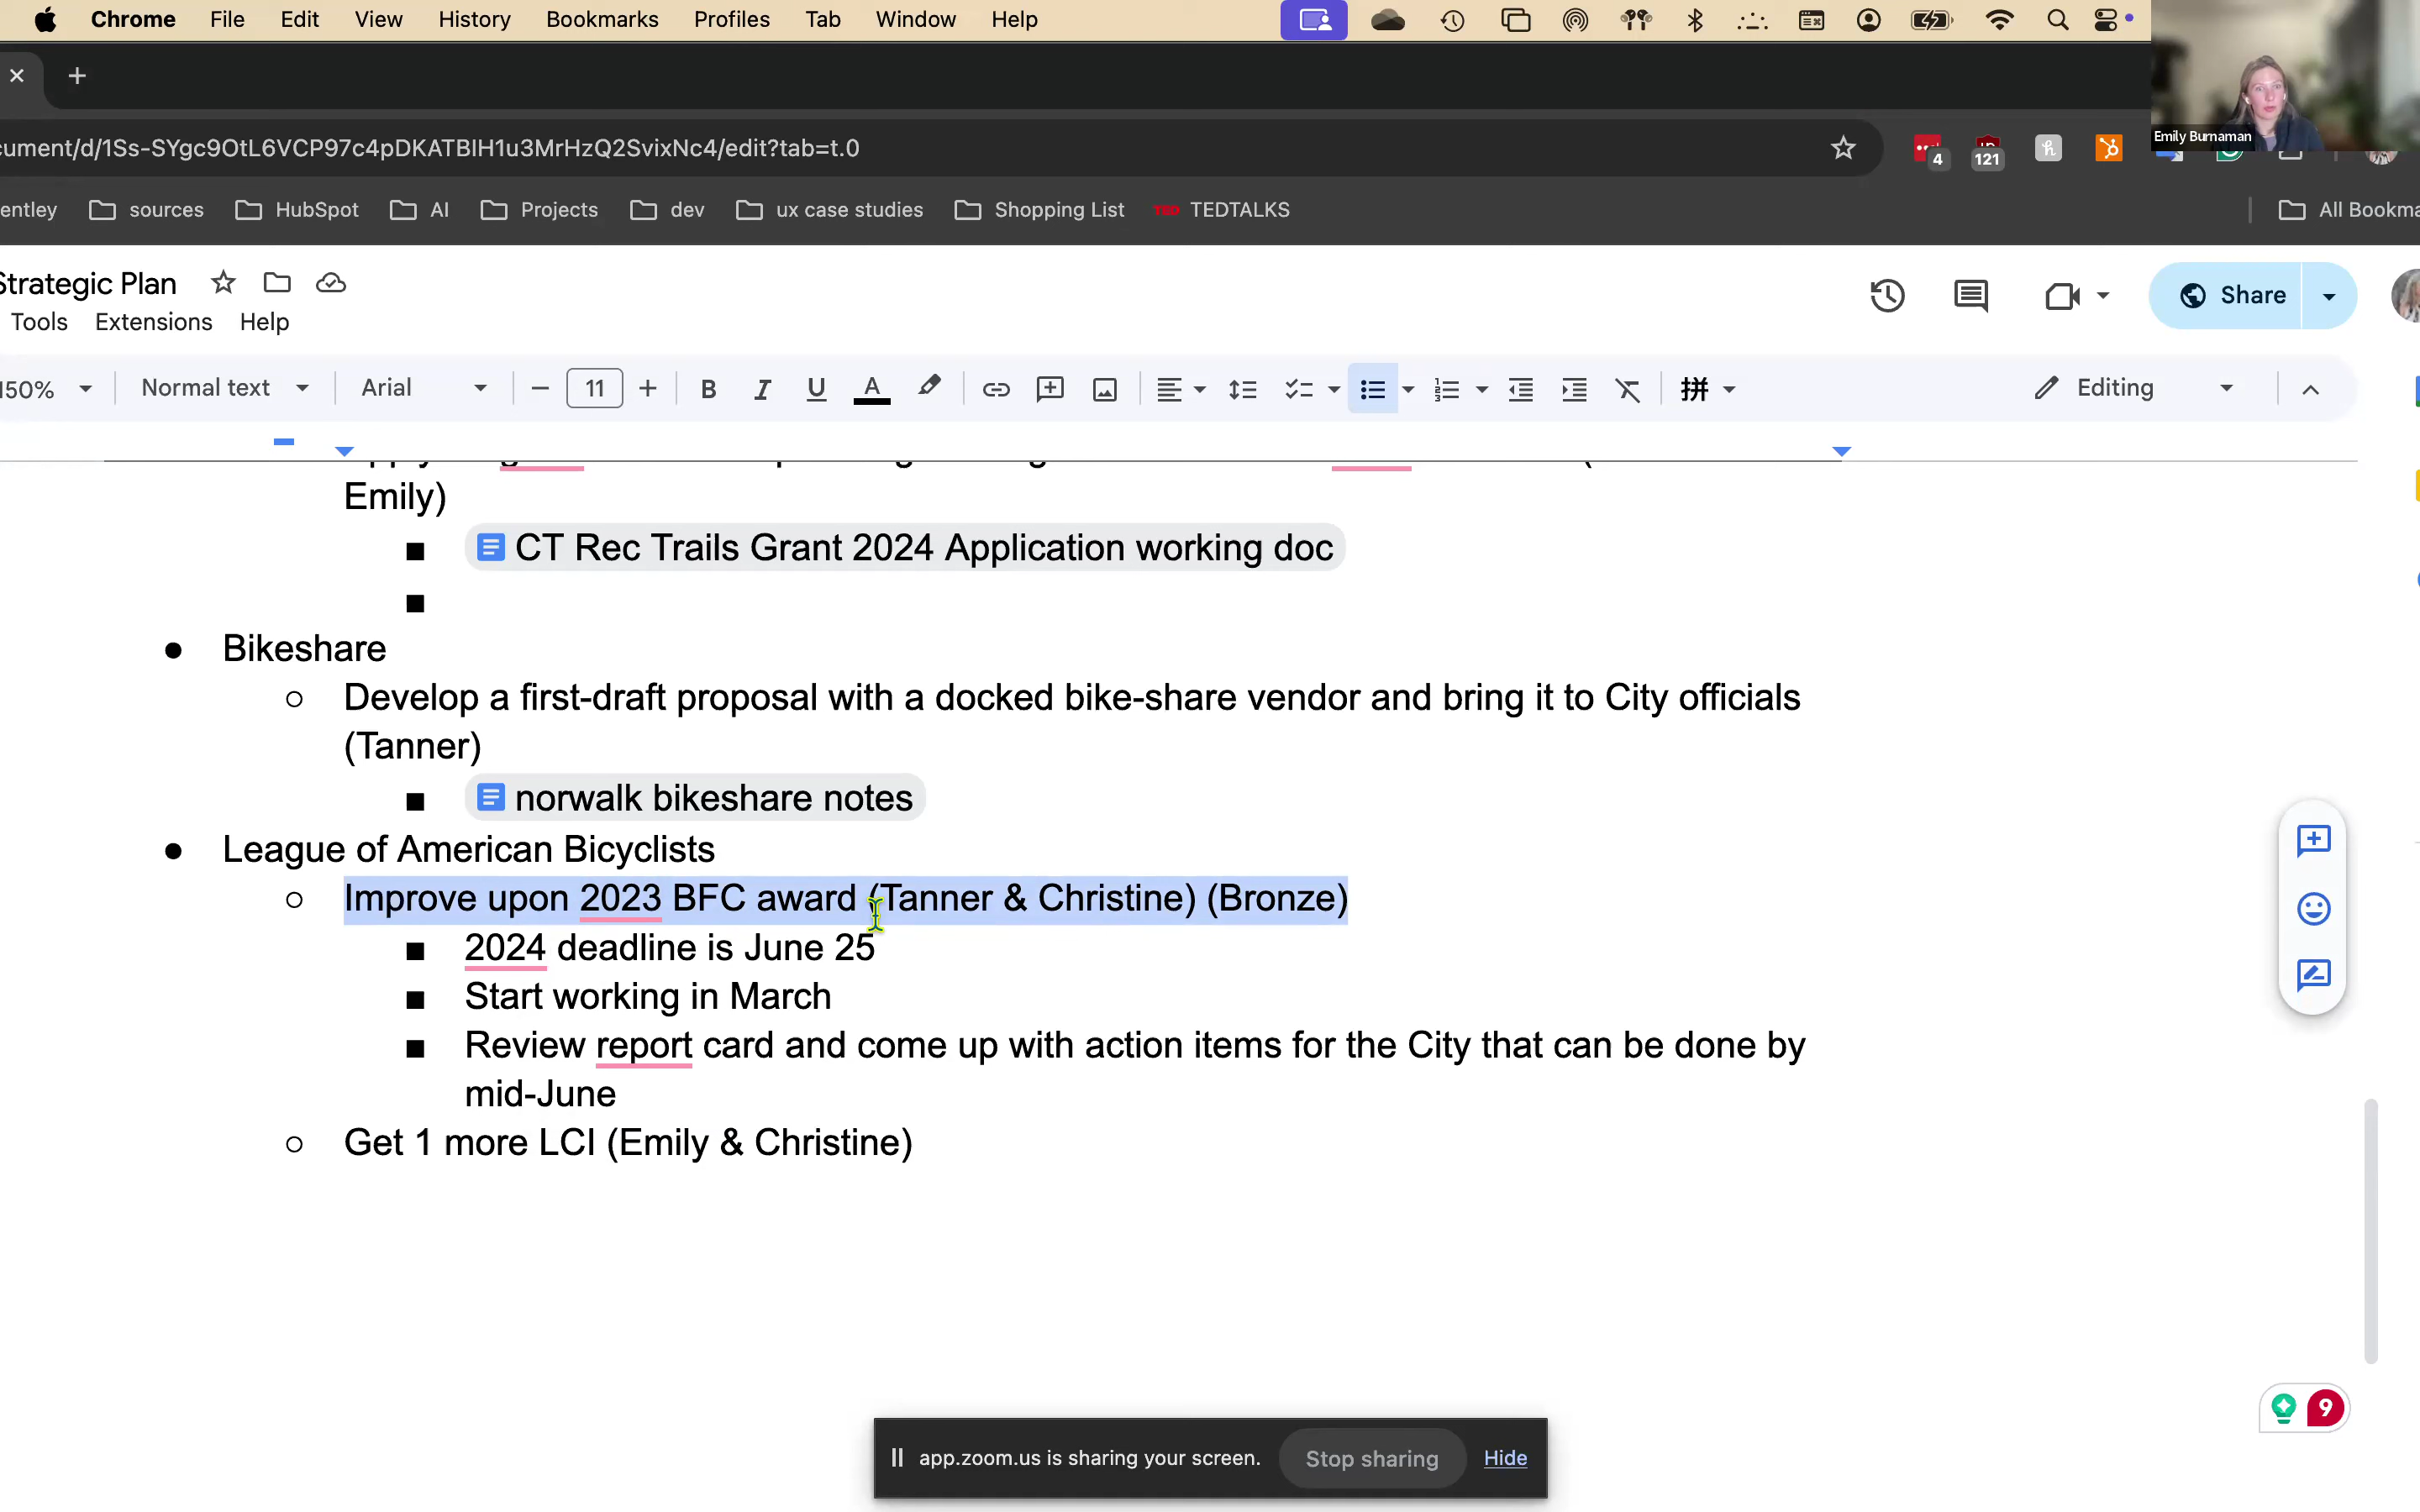 Chrome File Edit View History Bookmarks Profiles Tab Window Help
Emily Burnaman
cument/d/1Ss-SYgc9OtL6VCP97c4pDKATBIH1u3MrHzQ2SvixNc4/edit?tab=t.0
4
121
entley sources HubSpot AI Projects dev ux case studies Shopping List TED TEDTALKS All Bookma
Strategic Plan
Share
Tools Extensions Help
150% Normal text Arial 11 B I U A Editing
Emily)
CT Rec Trails Grant 2024 Application working doc
Bikeshare
Develop a first-draft proposal with a docked bike-share vendor and bring it to City officials
(Tanner)
norwalk bikeshare notes
League of American Bicyclists
Improve upon 2023 BFC award (Tanner & Christine) (Bronze)
2024 deadline is June 25
Start working in March
Review report card and come up with action items for the City that can be done by
mid-June
Get 1 more LCI (Emily & Christine)
9
app.zoom.us is sharing your screen. Stop sharing Hide